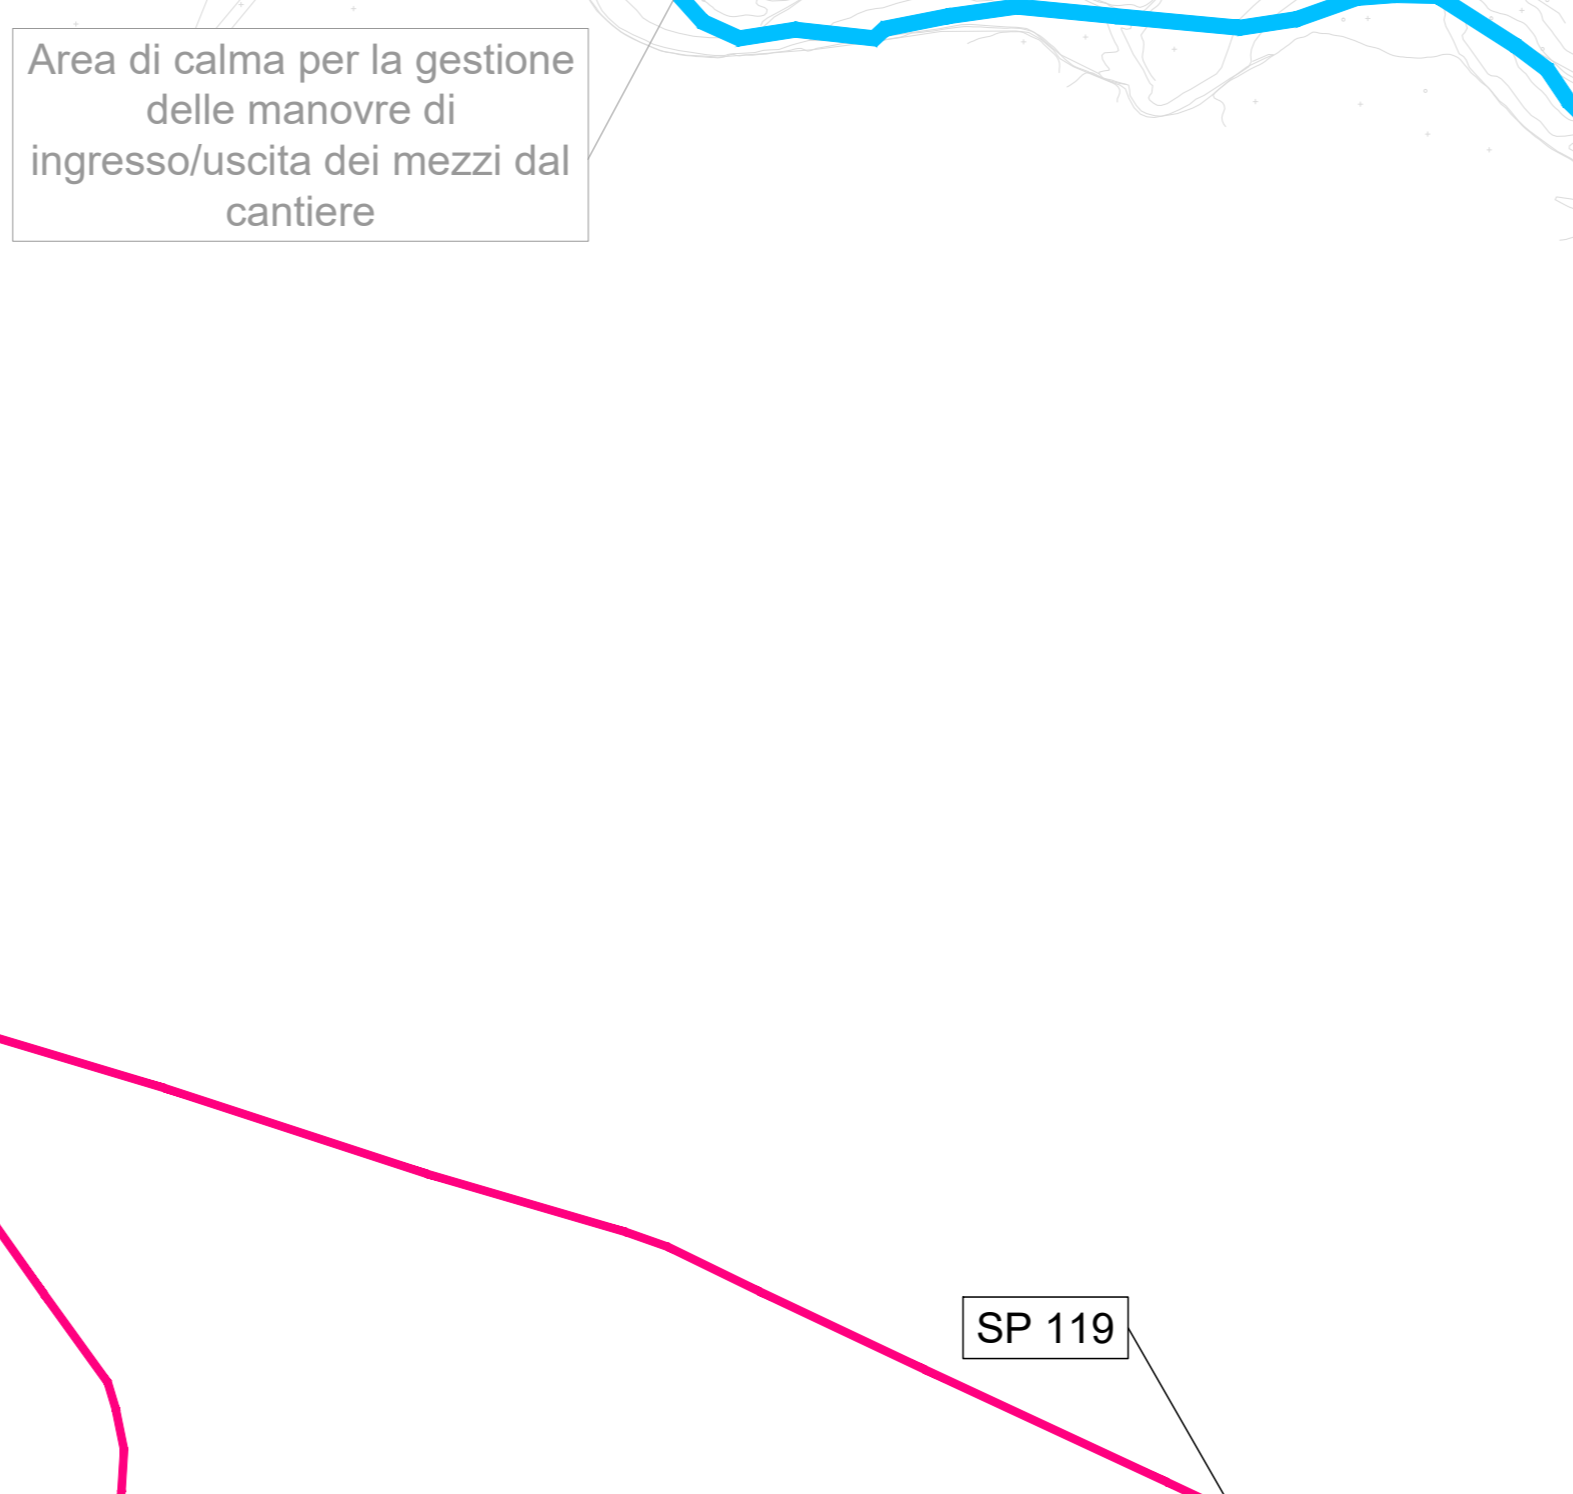 Area di calma per la gestione
delle manovre di
ingresso/uscita dei mezzi dal
cantiere
SP 119